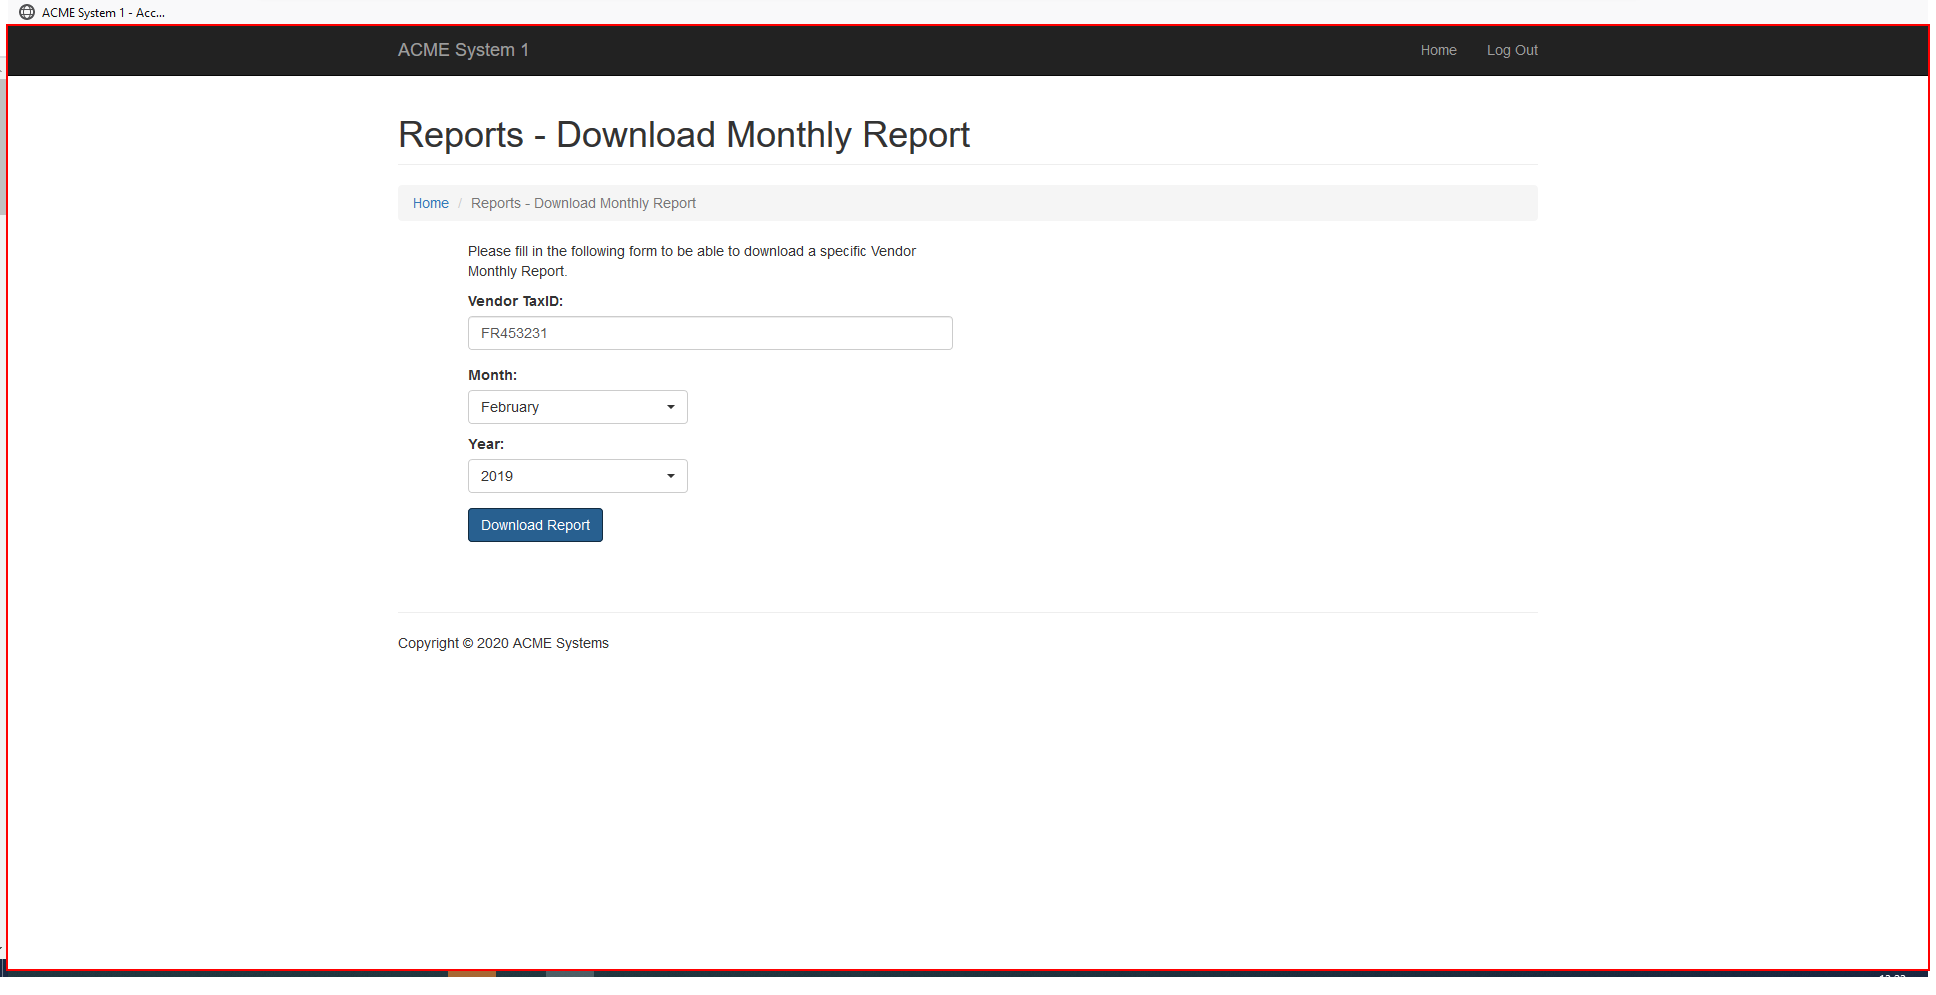 ACME System 1 - Acc...
ACME System 1
Home
Log Out
Reports - Download Monthly Report
Home / Reports - Download Monthly Report
Please fill in the following form to be able to download a specific Vendor
Monthly Report.
Vendor TaxID:
FR453231
Month:
February
Year:
2019
Download Report
Copyright © 2020 ACME Systems